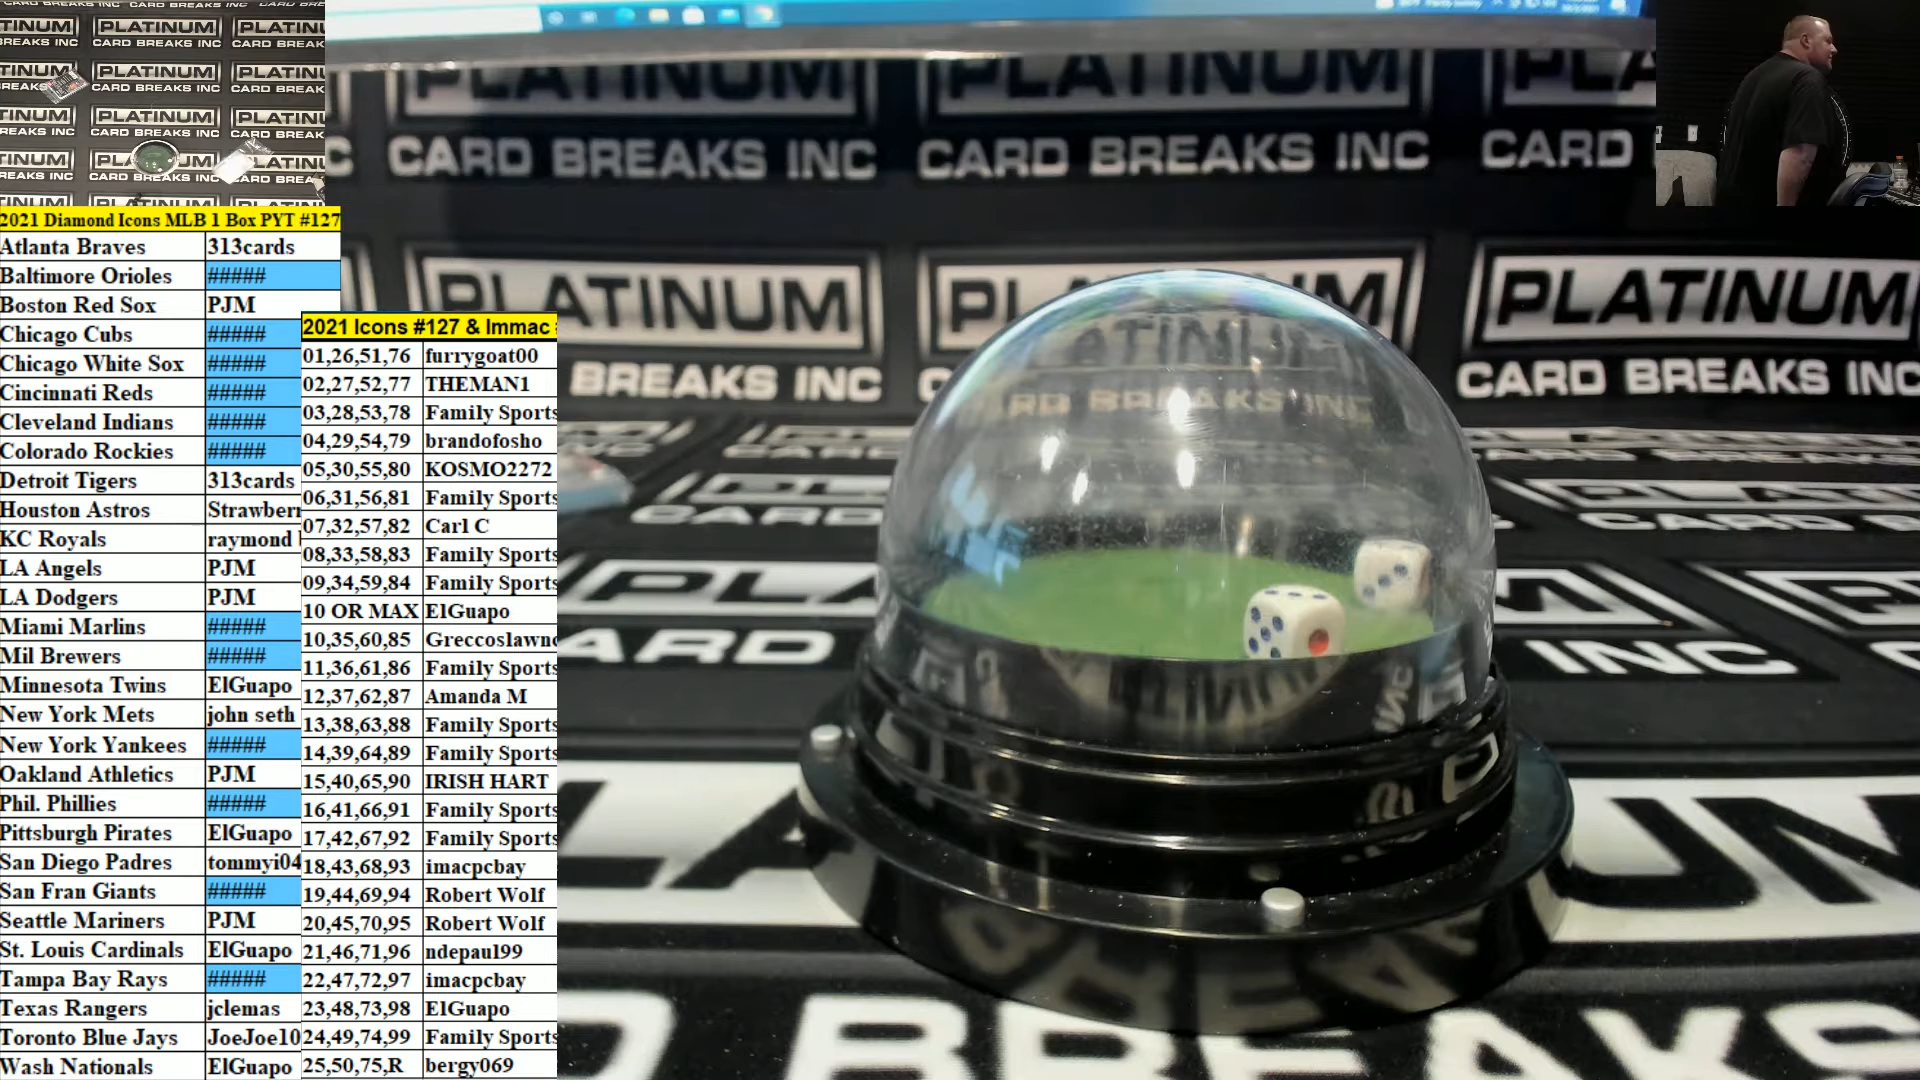 PLATINUM PLATINUM
CARD BREAKS INC CARD BREAKS INC CARD
PLATINUM PLATINUM
BREAKS INC CARD BREAKS INC
2021 Diamond Icons MLB 1 Box PYT #127
Atlanta Braves 313cards
Baltimore Orioles #####
Boston Red Sox PJM
Chicago Cubs #####
Chicago White Sox #####
Cincinnati Reds #####
Cleveland Indians #####
Colorado Rockies #####
Detroit Tigers 313cards
Houston Astros Strawberr
KC Royals raymond
LA Angels PJM
LA Dodgers PJM
Miami Marlins #####
Mil Brewers #####
Minnesota Twins ElGuapo
New York Mets john seth
New York Yankees #####
Oakland Athletics PJM
Phil. Phillies #####
Pittsburgh Pirates ElGuapo
San Diego Padres tommyi04
San Fran Giants #####
Seattle Mariners PJM
St. Louis Cardinals ElGuapo
Tampa Bay Rays #####
Texas Rangers jclemas
Toronto Blue Jays JoeJoe10
Wash Nationals ElGuapo
2021 Icons #127 & Immac
01,26,51,76 furrygoat00
02,27,52,77 THEMAN1
03,28,53,78 Family Sports
04,29,54,79 brandofosho
05,30,55,80 KOSMO2272
06,31,56,81 Family Sports
07,32,57,82 Carl C
08,33,58,83 Family Sports
09,34,59,84 Family Sports
10 OR MAX ElGuapo
10,35,60,85 Greccoslawnc
11,36,61,86 Family Sports
12,37,62,87 Amanda M
13,38,63,88 Family Sports
14,39,64,89 Family Sports
15,40,65,90 IRISH HART
16,41,66,91 Family Sports
17,42,67,92 Family Sports
18,43,68,93 imacpcbay
19,44,69,94 Robert Wolf
20,45,70,95 Robert Wolf
21,46,71,96 ndepaul99
22,47,72,97 imacpcbay
23,48,73,98 ElGuapo
24,49,74,99 Family Sports
25,50,75,R bergy069